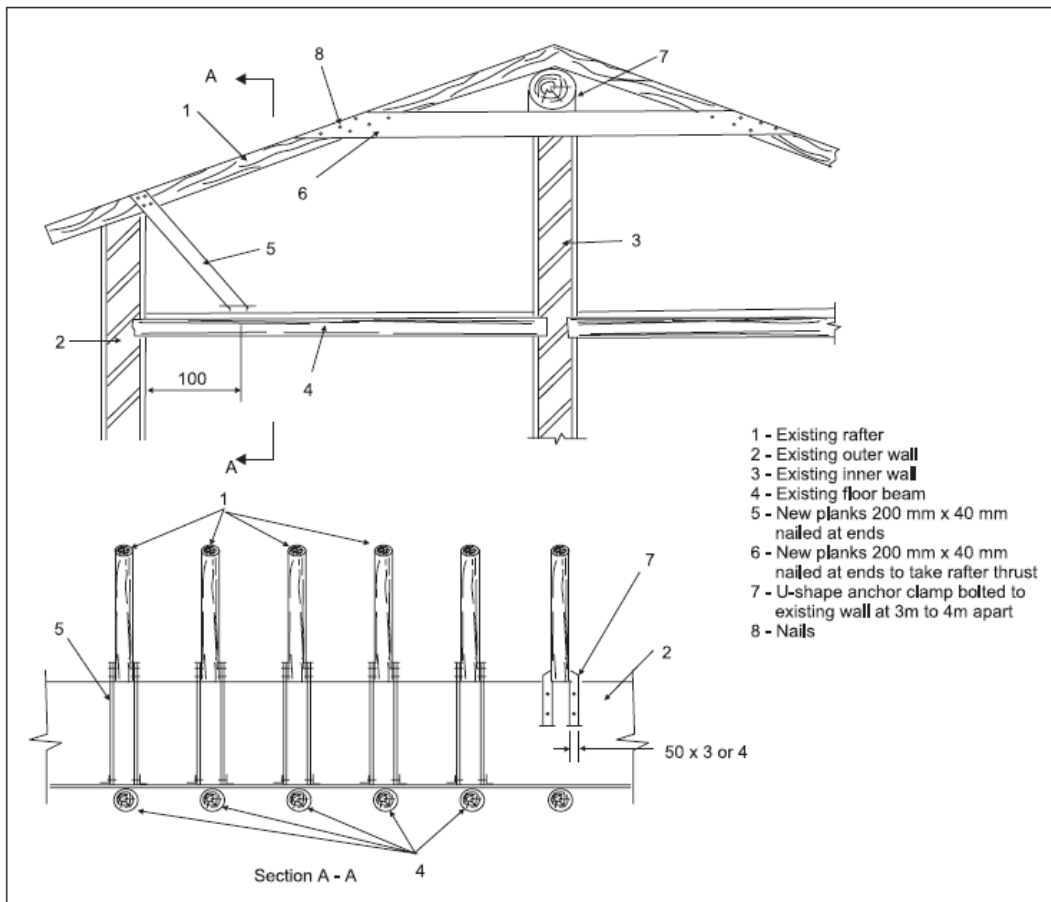 8
7
A
1
6
5
3
2
100
4
A
1 - Existing rafter
2 - Existing outer wall
3 - Existing inner wall
4 - Existing floor beam
5 - New planks 200 mm x 40 mm
nailed at ends
6 - New planks 200 mm x 40 mm
nailed at ends to take rafter thrust
7 - U-shape anchor clamp bolted to
existing wall at 3m to 4m apart
8 - Nails
1
7
5
2
50 x 3 or 4
4
Section A - A